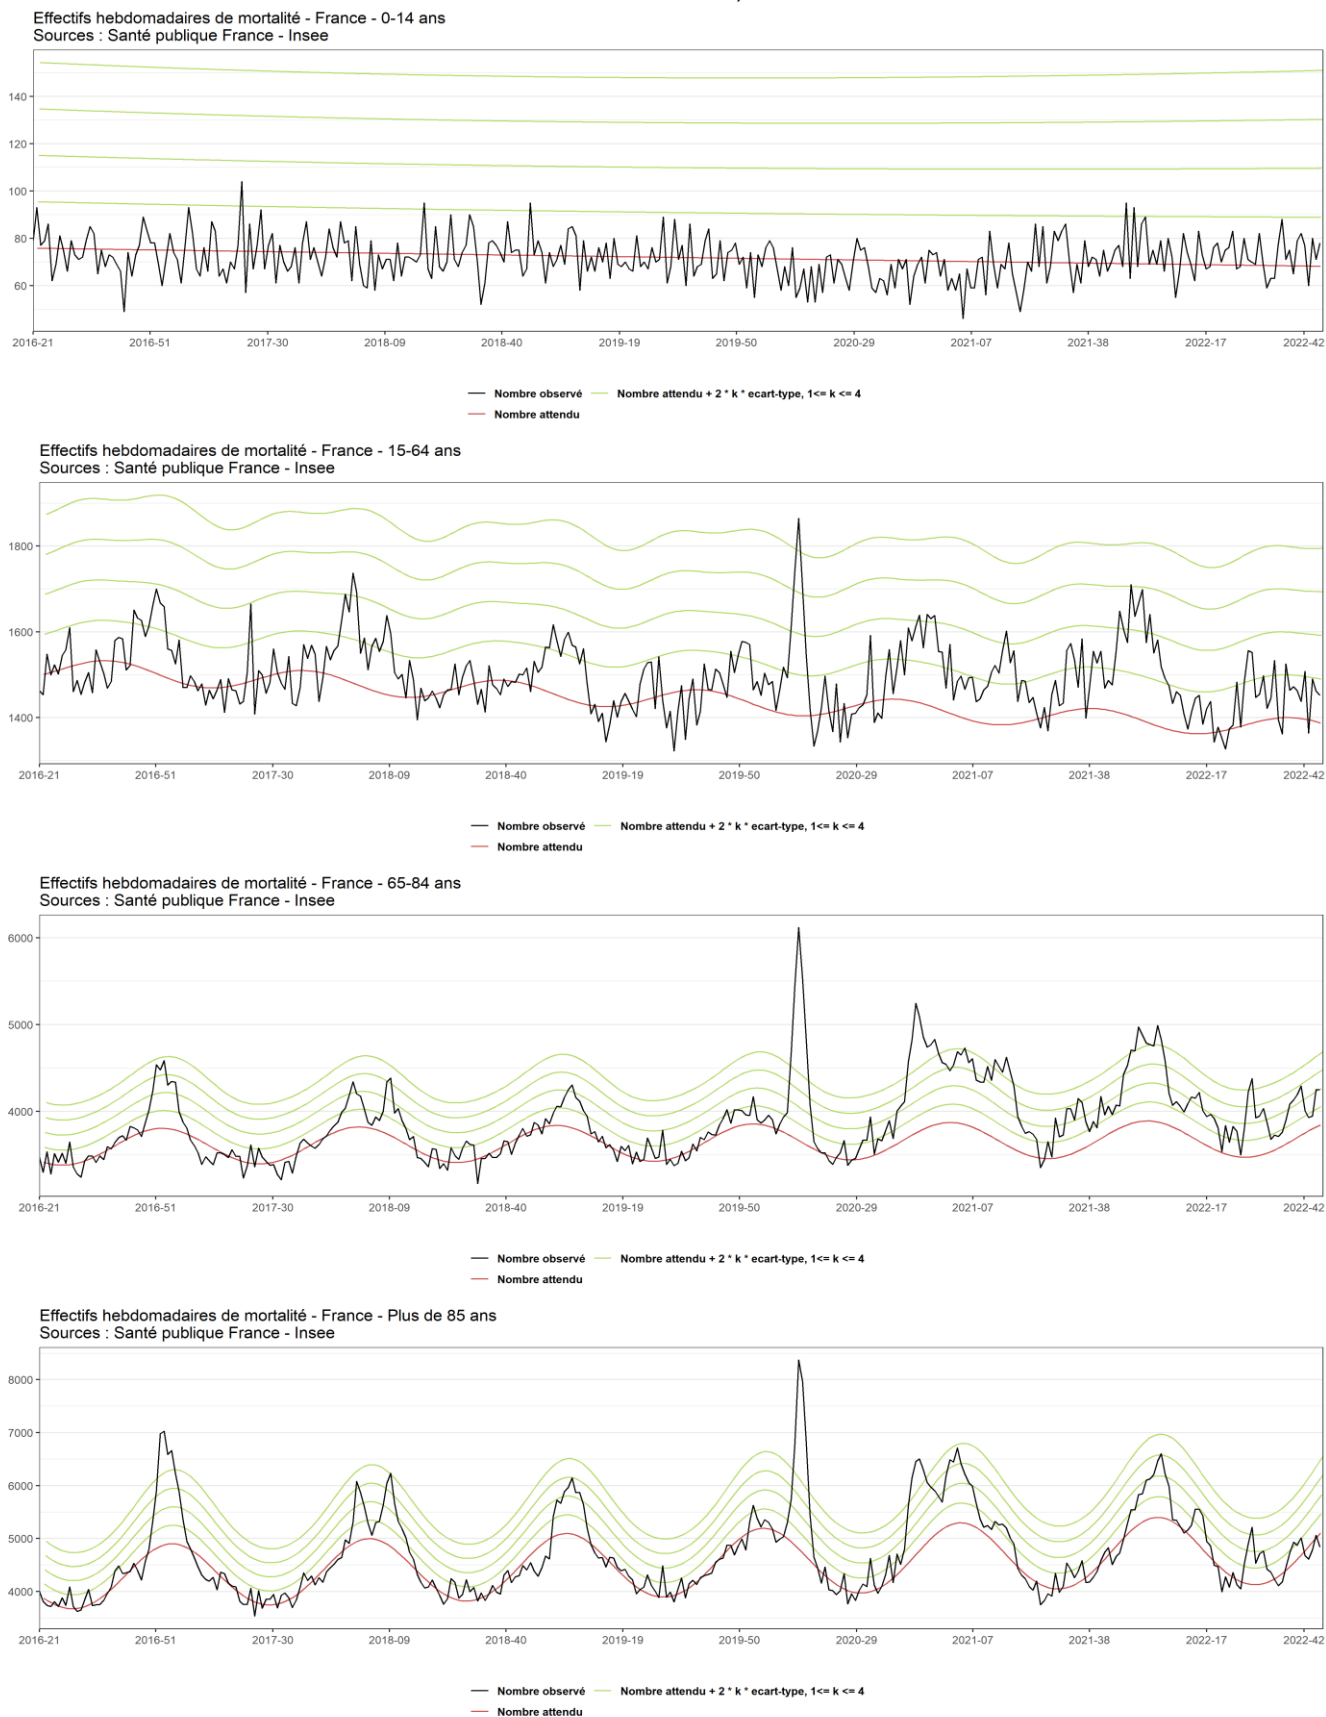 Effectifs hebdomadaires de mortalité - France - 0-14 ans
Sources : Santé publique France - Insee
140
120
100
80
60
2016-21 2016-51 2017-30 2018-09 2018-40 2019-19 2019-50 2020-29 2021-07 2021-38 2022-17 2022-42
Nombre observé Nombre attendu + 2 * k * ecart-type, 1<= k <= 4
Nombre attendu
Effectifs hebdomadaires de mortalité - France - 15-64 ans
Sources : Santé publique France - Insee
1800
1600
1400
2016-21 2016-51 2017-30 2018-09 2018-40 2019-19 2019-50 2020-29 2021-07 2021-38 2022-17 2022-42
Nombre observé Nombre attendu + 2 * k * ecart-type, 1<= k <= 4
Nombre attendu
Effectifs hebdomadaires de mortalité - France - 65-84 ans
Sources : Santé publique France - Insee
6000
5000
4000
2016-21 2016-51 2017-30 2018-09 2018-40 2019-19 2019-50 2020-29 2021-07 2021-38 2022-17 2022-42
Nombre observé Nombre attendu + 2 * k * ecart-type, 1<= k <= 4
Nombre attendu
Effectifs hebdomadaires de mortalité - France - Plus de 85 ans
Sources : Santé publique France - Insee
8000
7000
6000
5000
4000
2016-21 2016-51 2017-30 2018-09 2018-40 2019-19 2019-50 2020-29 2021-07 2021-38 2022-17 2022-42
Nombre observé Nombre attendu + 2 * k * ecart-type, 1<= k <= 4
Nombre attendu